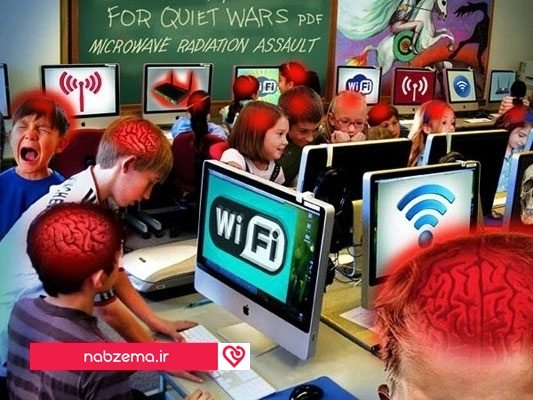 FOR QUIET WARS PDF
MICROWAVE RADIATION ASSAULT
WiFi
WiFi
WiFi
nabzema.ir